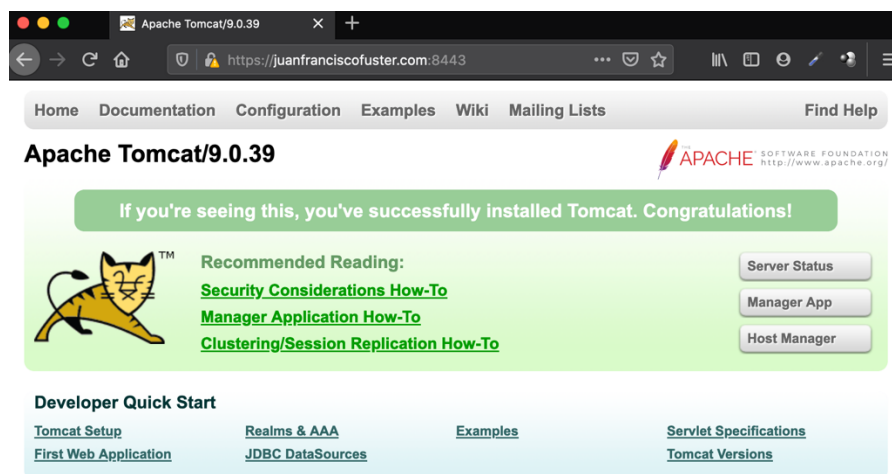 Apache Tomcat/9.0.39
https://juanfranciscofuster.com:8443
Home Documentation Configuration Examples Wiki Mailing Lists Find Help
Apache Tomcat/9.0.39
THE APACHE SOFTWARE FOUNDATION
http://www.apache.org/
If you're seeing this, you've successfully installed Tomcat. Congratulations!
TM
Recommended Reading:
Security Considerations How-To
Manager Application How-To
Clustering/Session Replication How-To
Server Status
Manager App
Host Manager
Developer Quick Start
Tomcat Setup Realms & AAA Examples Servlet Specifications
First Web Application JDBC DataSources Tomcat Versions